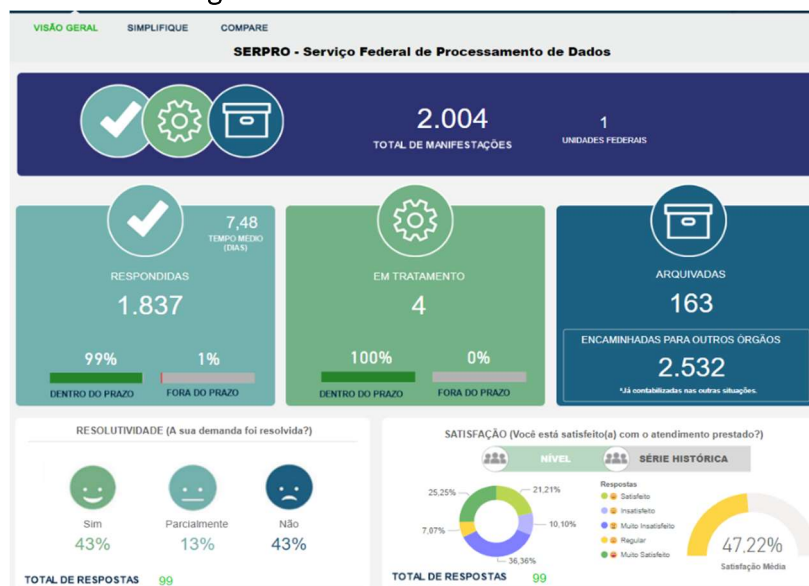 VISÃO GERAL SIMPLIFIQUE COMPARE
SERPRO - Serviço Federal de Processamento de Dados
2.004
TOTAL DE MANIFESTAÇÕES
1
UNIDADES FEDERAIS
7,48
TEMPO MÉDIO
(DIAS)
RESPONDIDAS
1.837
99% 1%
DENTRO DO PRAZO FORA DO PRAZO
EM TRATAMENTO
4
100% 0%
DENTRO DO PRAZO FORA DO PRAZO
ARQUIVADAS
163
ENCAMINHADAS PARA OUTROS ÓRGÃOS
2.532
*Já contabilizadas nas outras situações.
RESOLUTIVIDADE (A sua demanda foi resolvida?)
Sim Parcialmente Não
43% 13% 43%
TOTAL DE RESPOSTAS 99
SATISFAÇÃO (Você está satisfeito(a) com o atendimento prestado?)
NÍVEL SÉRIE HISTÓRICA
25,25%
21,21%
7,07%
10,10%
36,36%
Respostas
Satisfeito
Insatisfeito
Muito Insatisfeito
Regular
Muito Satisfeito
47,22%
Satisfação Média
TOTAL DE RESPOSTAS 99